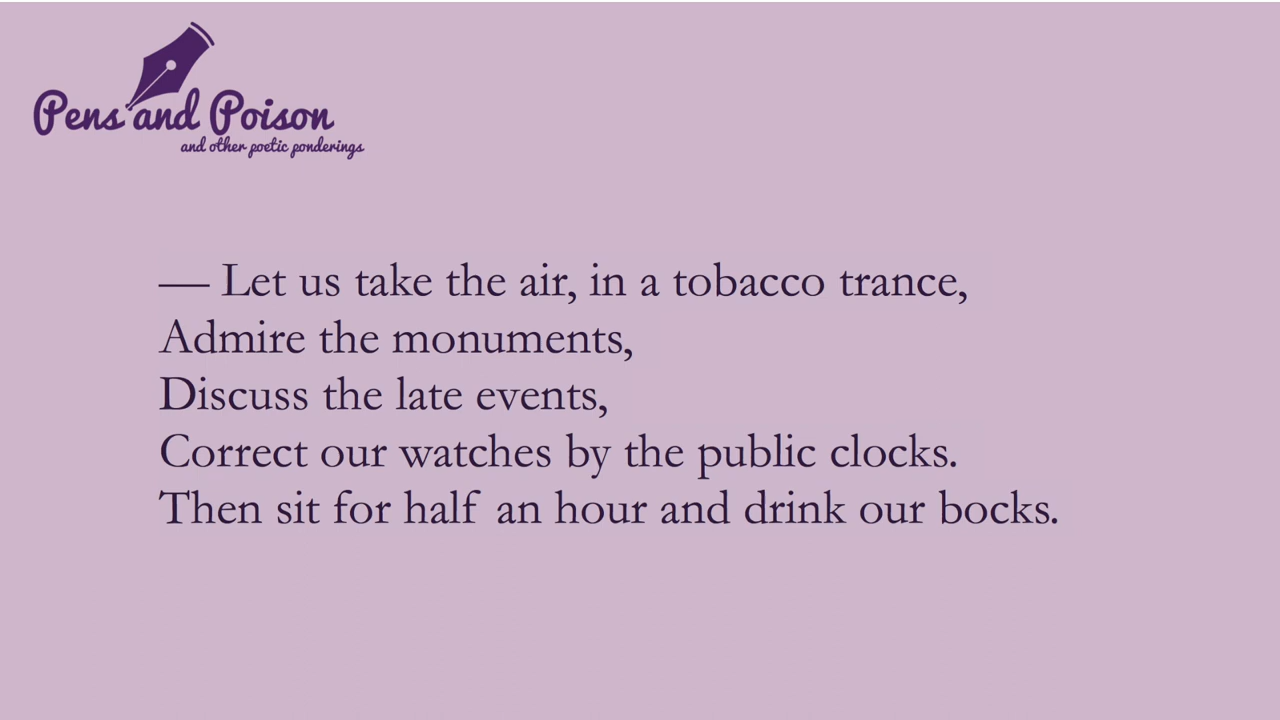 Pens and Poison
and other poetic ponderings
— Let us take the air, in a tobacco trance,
Admire the monuments,
Discuss the late events,
Correct our watches by the public clocks.
Then sit for half an hour and drink our bocks.